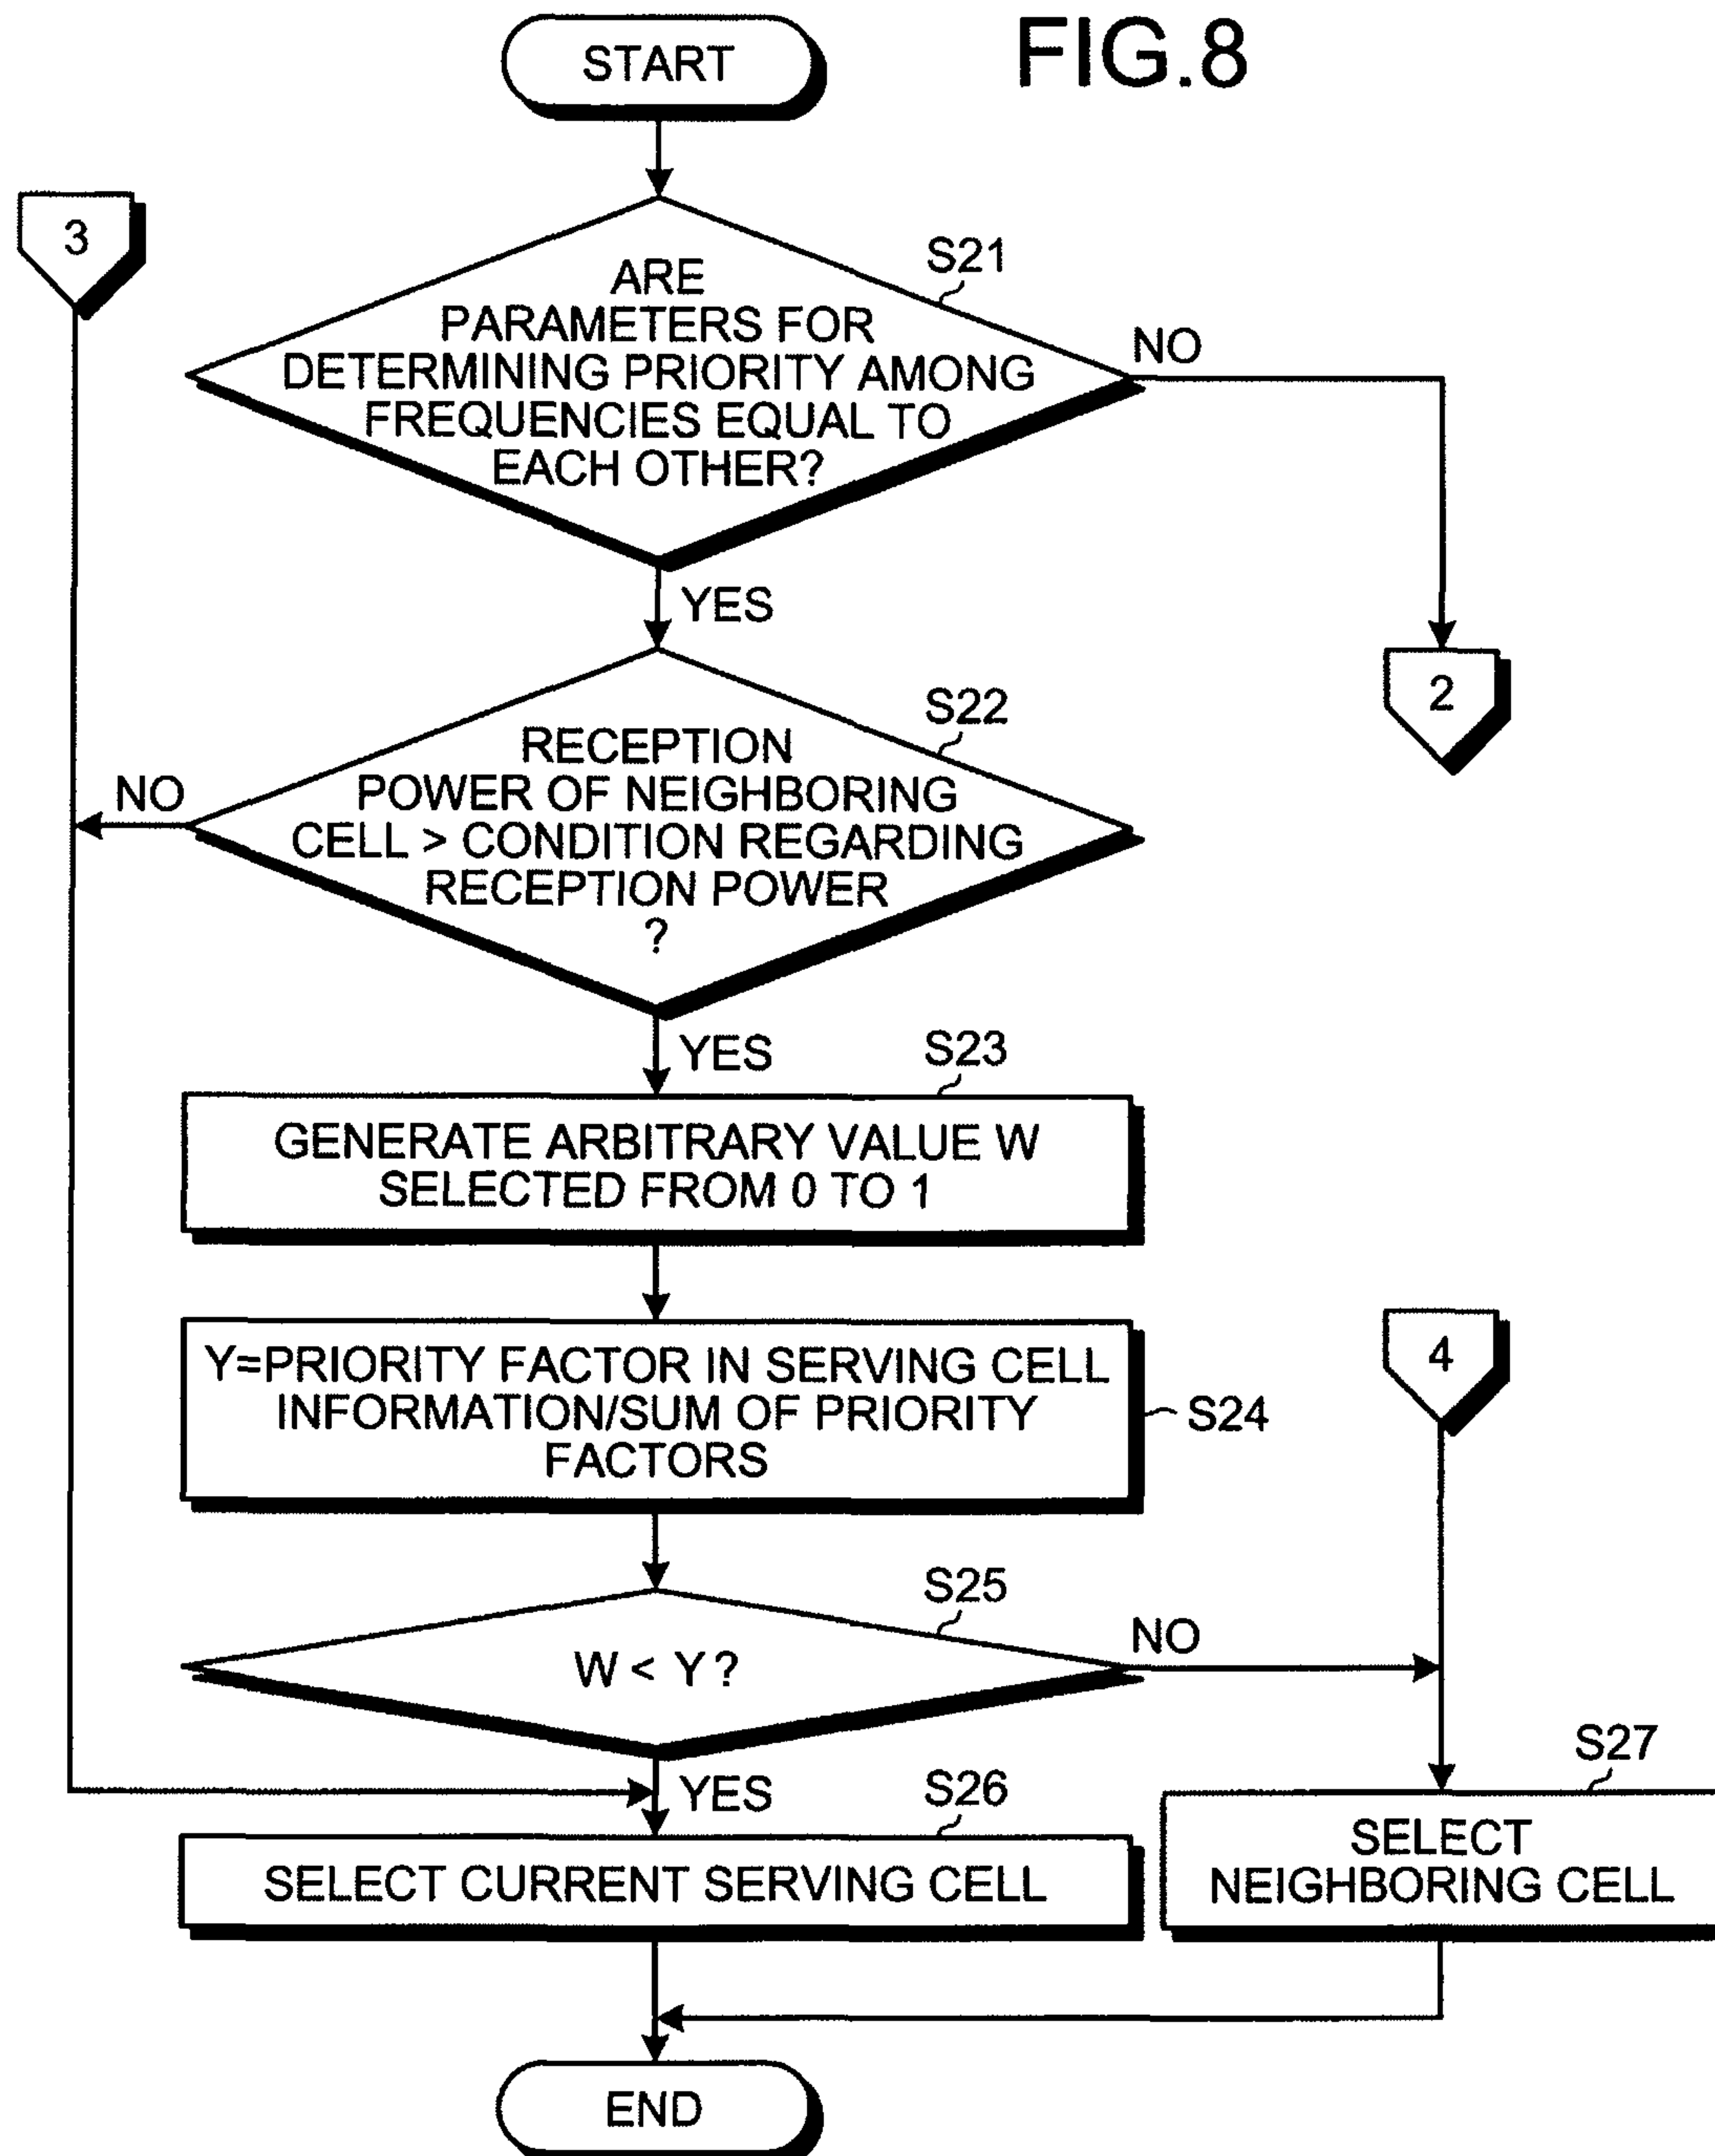 FIG.8
START
3
S21
ARE
PARAMETERS FOR
DETERMINING PRIORITY AMONG
FREQUENCIES EQUAL TO
EACH OTHER?
NO
YES
2
S22
RECEPTION
POWER OF NEIGHBORING
CELL > CONDITION REGARDING
RECEPTION POWER
?
NO
YES
S23
GENERATE ARBITRARY VALUE W
SELECTED FROM 0 TO 1
Y=PRIORITY FACTOR IN SERVING CELL
INFORMATION/SUM OF PRIORITY
FACTORS
S24
4
S25
W < Y?
NO
YES
S26
SELECT CURRENT SERVING CELL
S27
SELECT
NEIGHBORING CELL
END